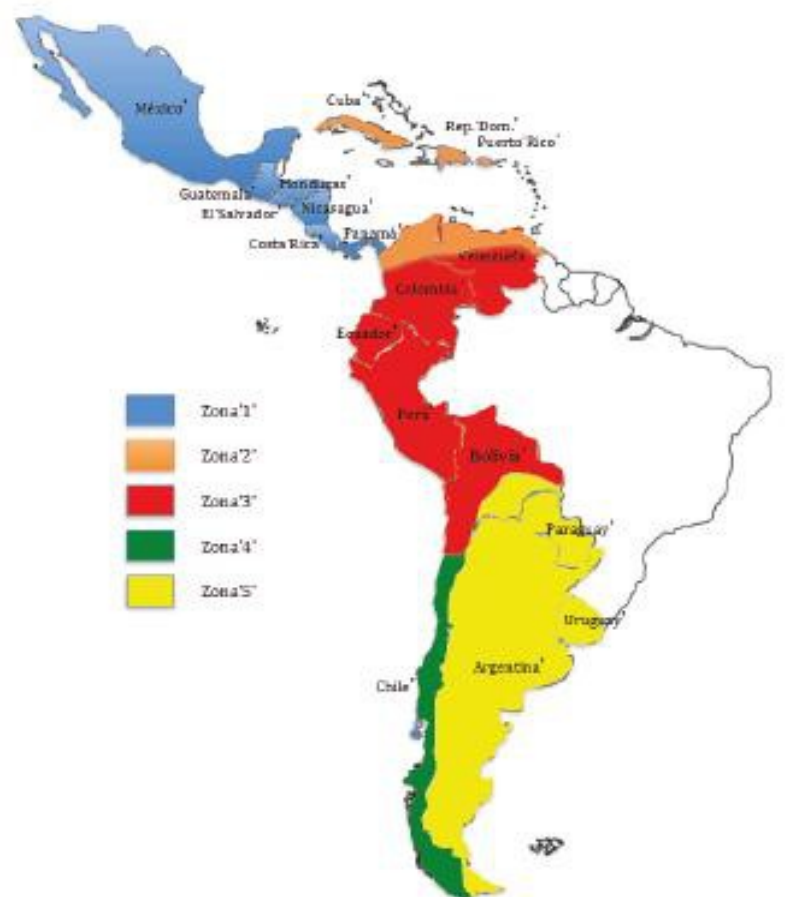 México'
Cuba'
Rep.'Dom.'
Puerto'Rico'
Guatemala'
Honduras'
El'Salvador'
Nicaragua'
Costa'Rica'
Panamá'
Venezuela
Colombia
Ecuador'
Perú'
Bolivia'
Zona'1"
Zona'2"
Zona'3"
Zona'4"
Zona'5"
Paraguay'
Uruguay'
Argentina'
Chile'